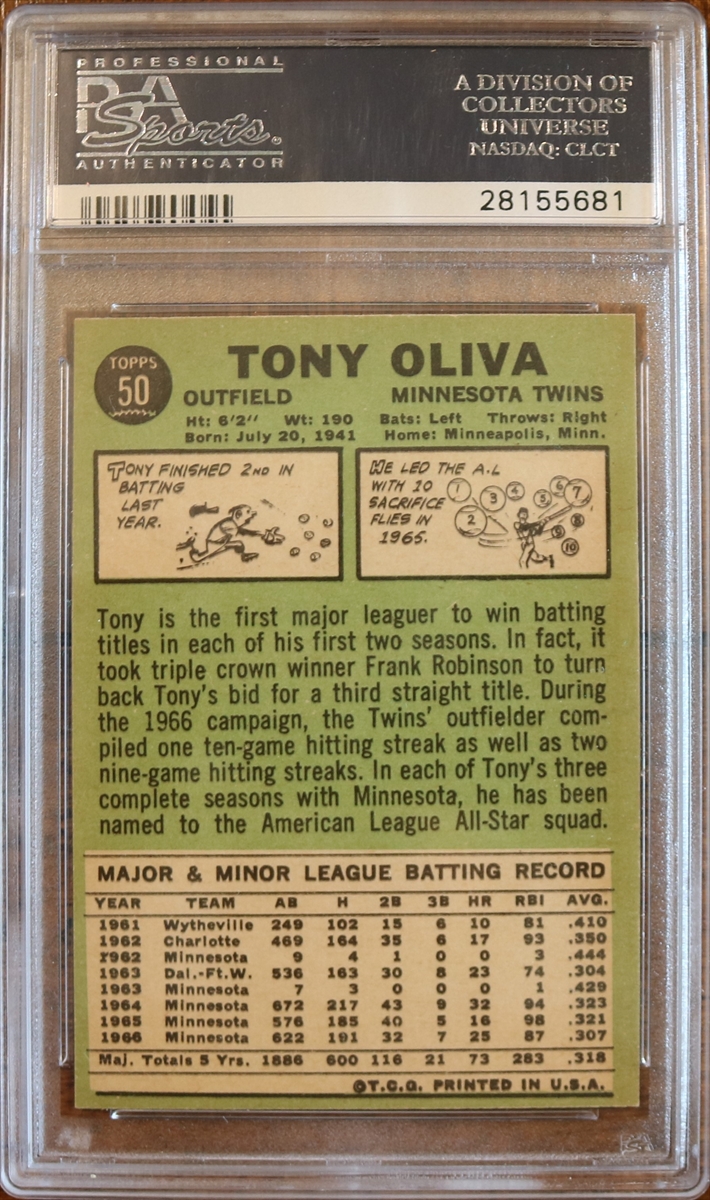 PROFESSIONAL
PSA
Sports
AUTHENTICATOR
A DIVISION OF
COLLECTORS
UNIVERSE
NASDAQ: CLCT
28155681
TOPPS
50
TONY OLIVA
OUTFIELD MINNESOTA TWINS
Ht: 6'2'' Wt: 190 Bats: Left Throws: Right
Born: July 20, 1941 Home: Minneapolis, Minn.
TONY FINISHED 2ND IN
BATTING
LAST
YEAR.
HE LED THE A.L
WITH 10
SACRIFICE
FLIES IN
1965.
1
2
3
4
5
6
7
8
9
10
Tony is the first major leaguer to win batting
titles in each of his first two seasons. In fact, it
took triple crown winner Frank Robinson to turn
back Tony's bid for a third straight title. During
the 1966 campaign, the Twins' outfielder com-
piled one ten-game hitting streak as well as two
nine-game hitting streaks. In each of Tony's three
complete seasons with Minnesota, he has been
named to the American League All-Star squad.
MAJOR & MINOR LEAGUE BATTING RECORD
YEAR TEAM AB H 2B 3B HR RBI AVG.
1961 Wytheville 249 102 15 6 10 81 .410
1962 Charlotte 469 164 35 6 17 93 .350
1962 Minnesota 9 4 1 0 0 3 .444
1963 Dal.-Ft.W. 536 163 30 8 23 74 .304
1963 Minnesota 7 3 0 0 0 1 .429
1964 Minnesota 672 217 43 9 32 94 .323
1965 Minnesota 576 185 40 5 16 98 .321
1966 Minnesota 622 191 32 7 25 87 .307
Maj. Totals 5 Yrs. 1886 600 116 21 73 283 .318
©T.C.G. PRINTED IN U.S.A.
PSA